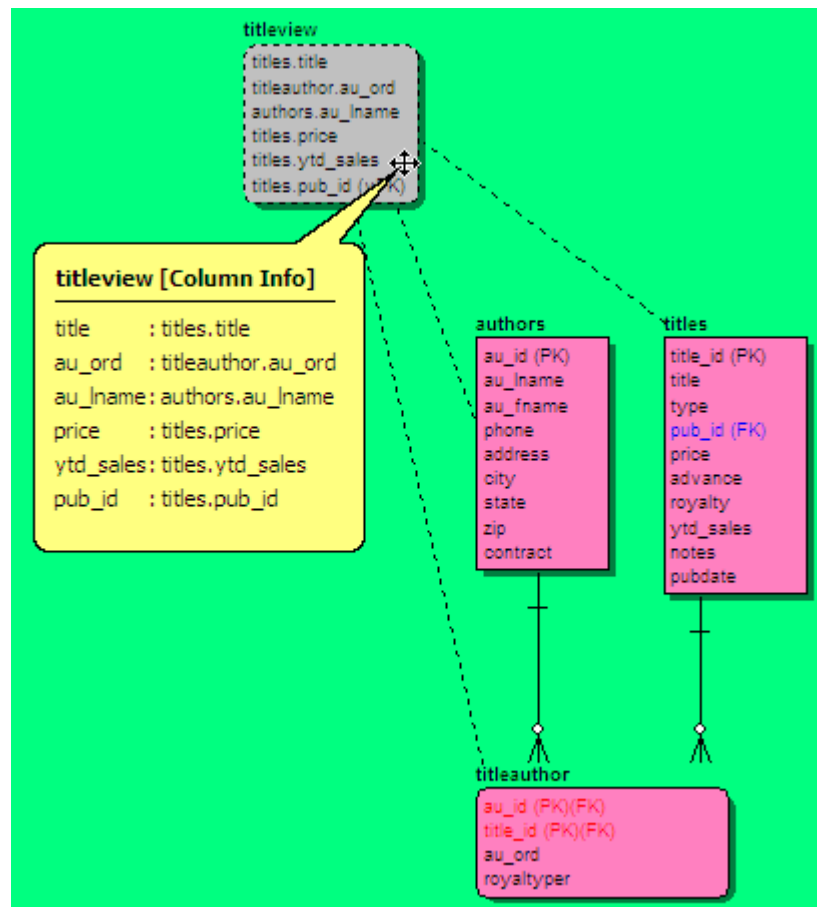 titleview
titles.title
titleauthor.au_ord
authors.au_lname
titles.price
titles.ytd_sales
titles.pub_id
titleview [Column Info]
title : titles.title
au_ord : titleauthor.au_ord
au_lname: authors.au_lname
price : titles.price
ytd_sales: titles.ytd_sales
pub_id : titles.pub_id
authors
au_id (PK)
au_lname
au_fname
phone
address
city
state
zip
contract
titles
title_id (PK)
title
type
pub_id (FK)
price
advance
royalty
ytd_sales
notes
pubdate
titleauthor
au_id (PK)(FK)
title_id (PK)(FK)
au_ord
royaltyper